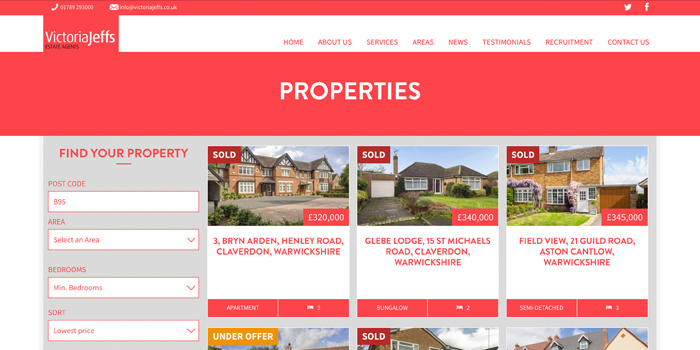 01789 293000 info@victoriajeffs.co.uk
VictoriaJeffs
ESTATE AGENTS
HOME ABOUT US SERVICES AREAS NEWS TESTIMONIALS RECRUITMENT CONTACT US
PROPERTIES
FIND YOUR PROPERTY
POST CODE
B95
AREA
Select an Area
BEDROOMS
Min. Bedrooms
SORT
Lowest price
SOLD
£320,000
3, BRYN ARDEN, HENLEY ROAD,
CLAVERDON, WARWICKSHIRE
APARTMENT 3
SOLD
£340,000
GLEBE LODGE, 15 ST MICHAELS
ROAD, CLAVERDON,
WARWICKSHIRE
BUNGALOW 2
SOLD
£345,000
FIELD VIEW, 21 GUILD ROAD,
ASTON CANTLOW,
WARWICKSHIRE
SEMI-DETACHED 3
UNDER OFFER
SOLD